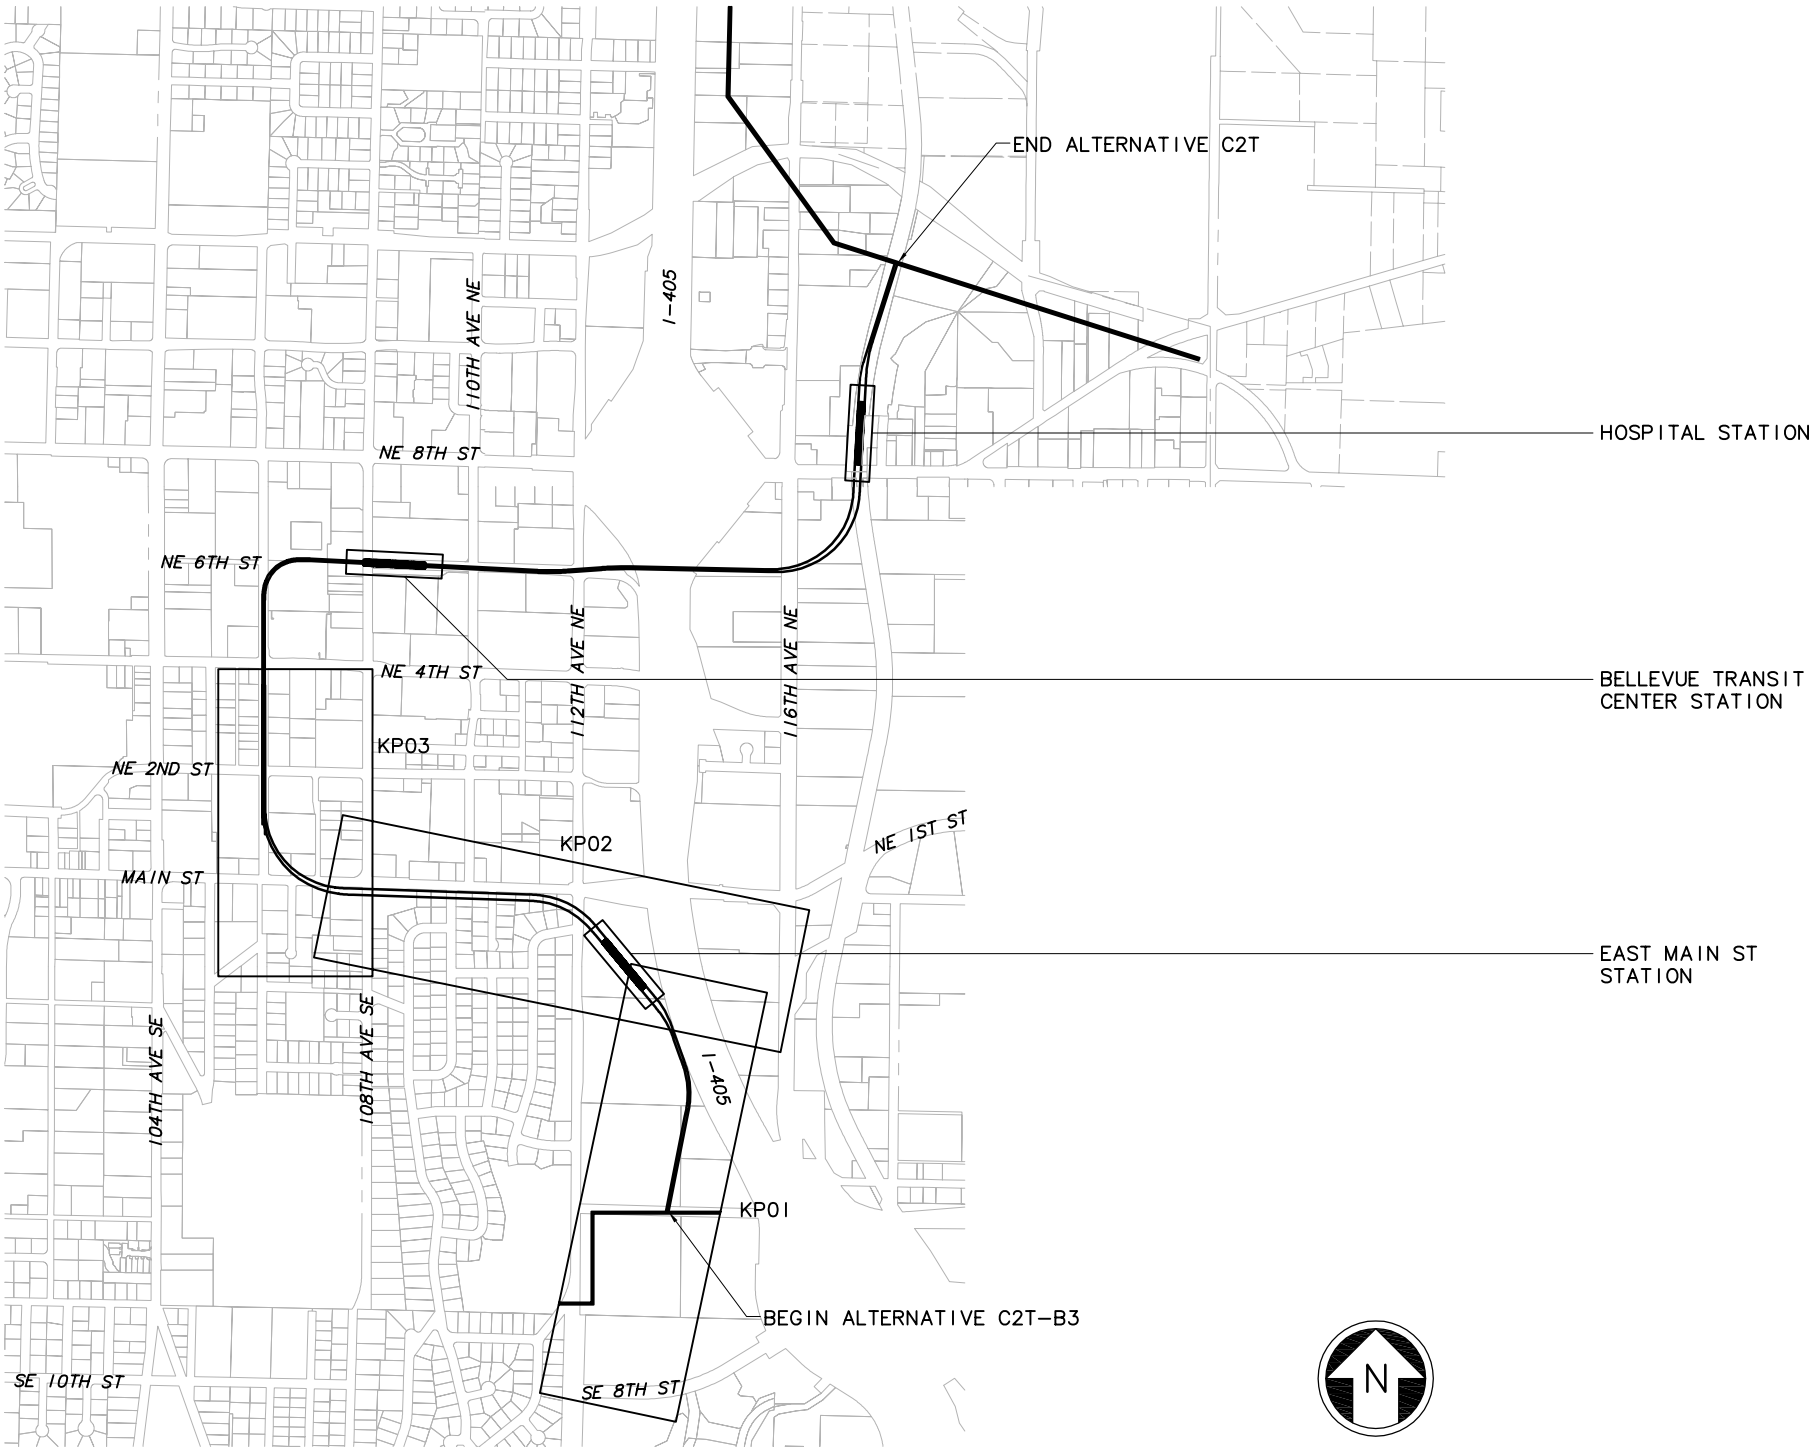 END ALTERNATIVE C2T
I-405
110TH AVE NE
HOSPITAL STATION
NE 8TH ST
NE 6TH ST
112TH AVE NE
116TH AVE NE
NE 4TH ST
BELLEVUE TRANSIT
CENTER STATION
KP03
NE 2ND ST
NE 1ST ST
KP02
MAIN ST
EAST MAIN ST
STATION
104TH AVE SE
108TH AVE SE
I-405
KP01
BEGIN ALTERNATIVE C2T-B3
SE 10TH ST
SE 8TH ST
N